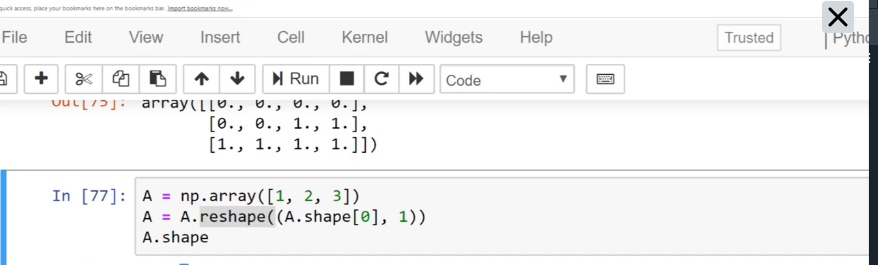 quick access, place your bookmarks here on the bookmarks bar. Import bookmarks now...
File Edit View Insert Cell Kernel Widgets Help Trusted
Run Code
Out[75]: array([[0., 0., 0., 0.],
[0., 0., 1., 1.],
[1., 1., 1., 1.]])
In [77]: A = np.array([1, 2, 3])
A = A.reshape((A.shape[0], 1))
A.shape